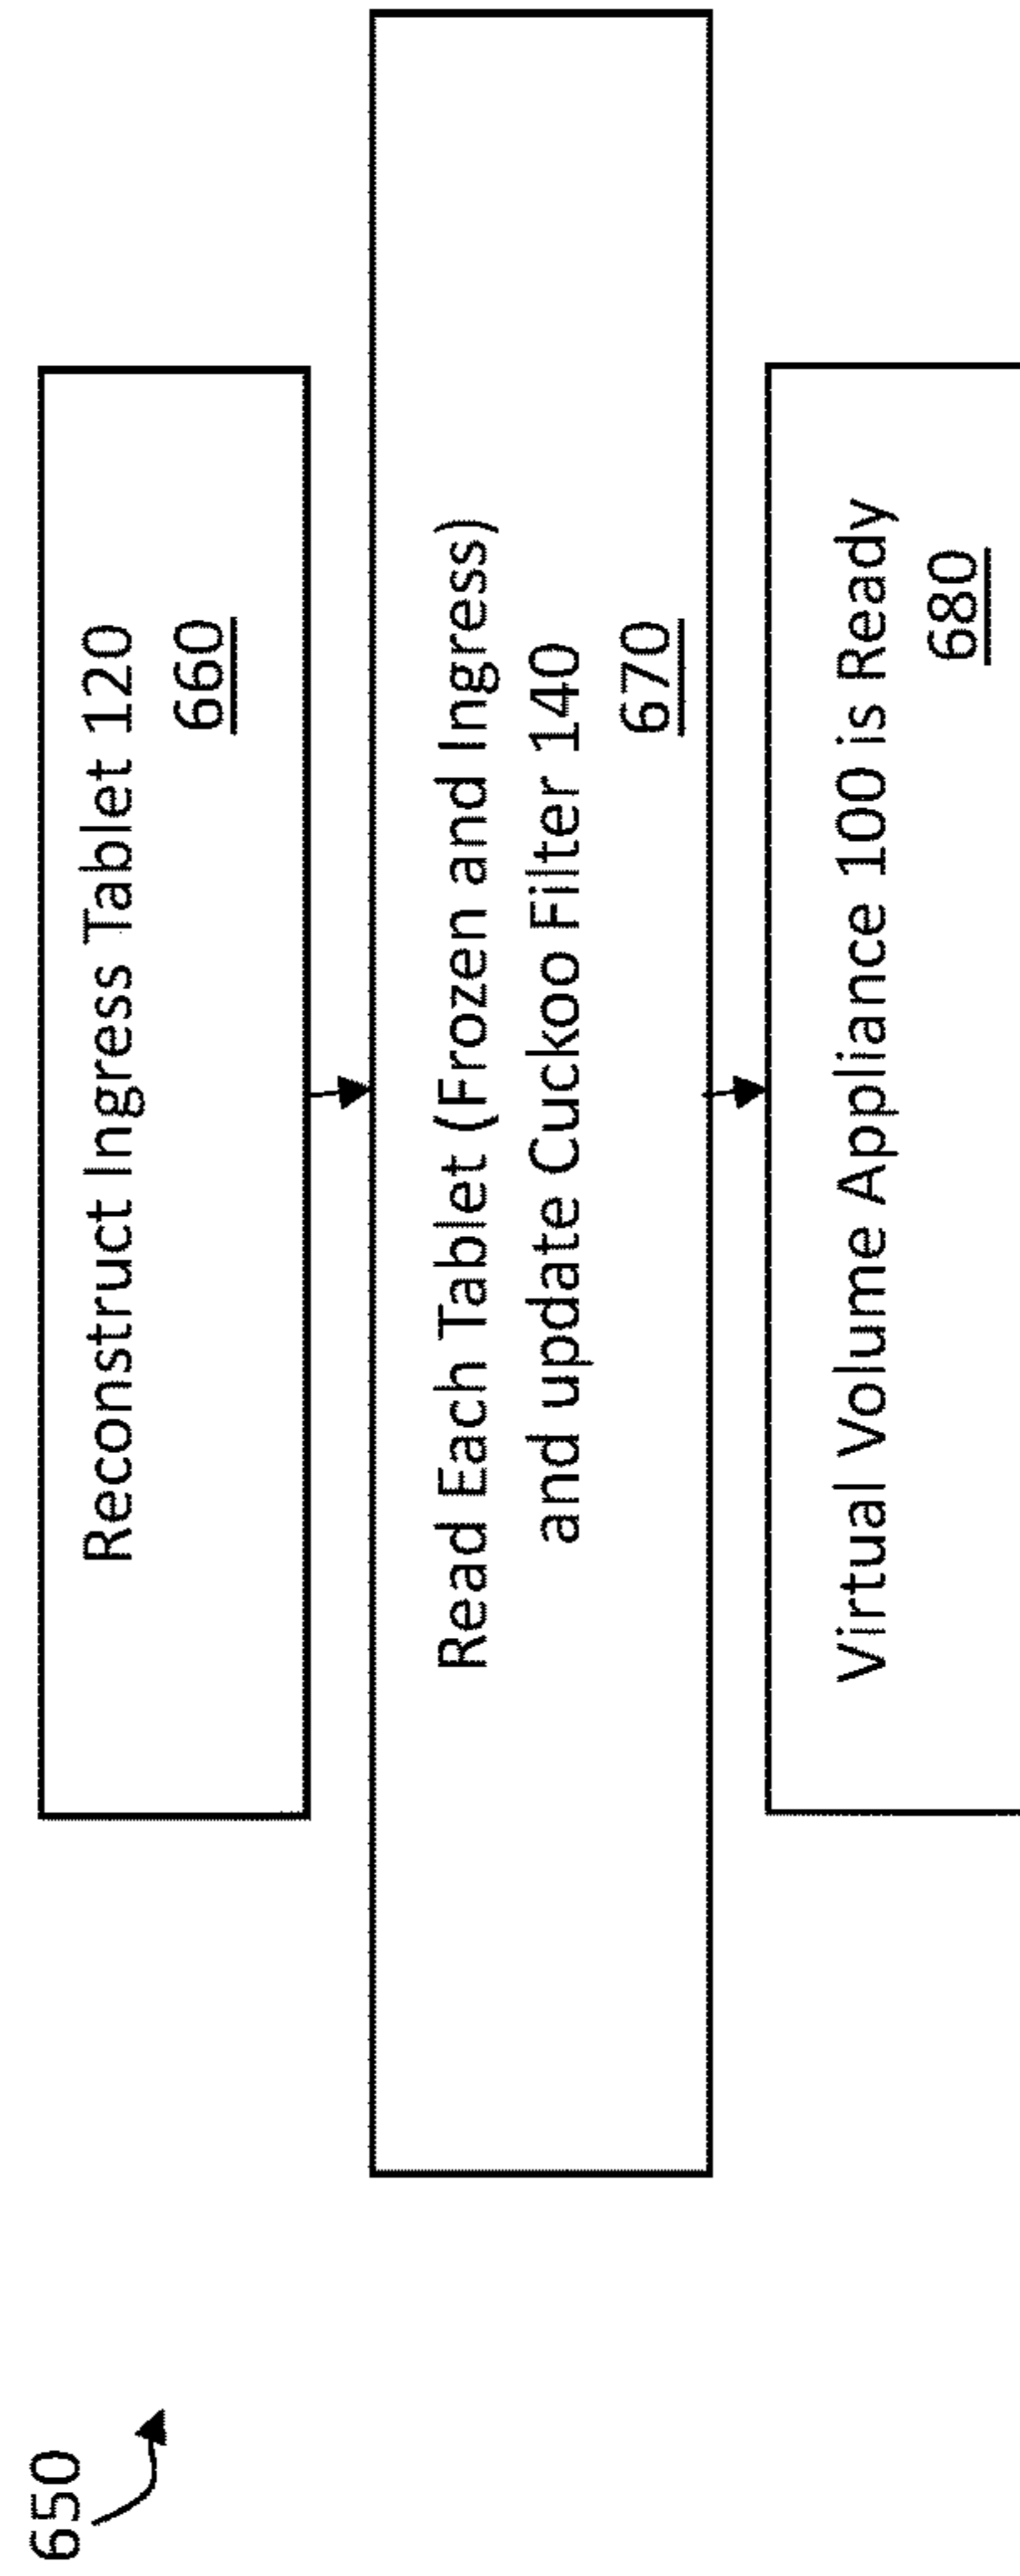 650
Reconstruct Ingress Tablet 120
660
Read Each Tablet (Frozen and Ingress)
and update Cuckoo Filter 140
670
Virtual Volume Appliance 100 is Ready
680